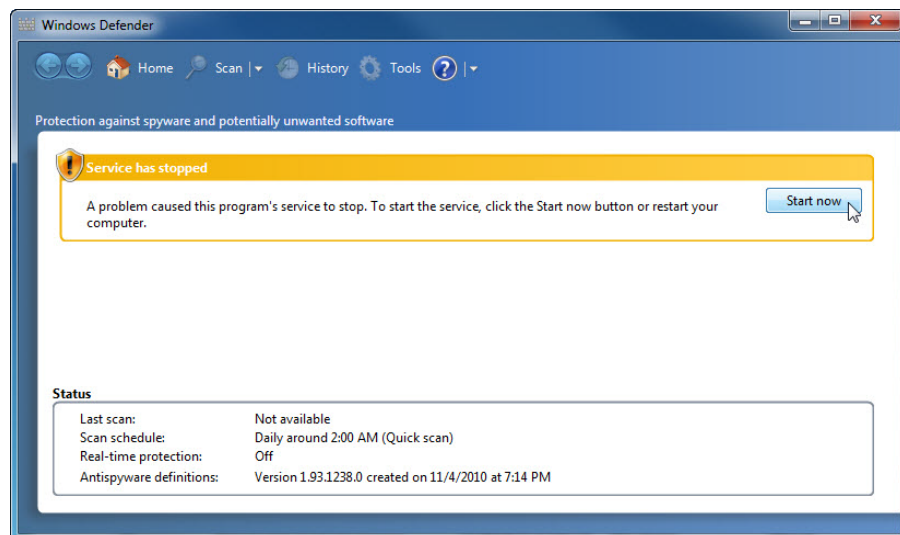 Windows Defender
Home Scan History Tools ?
Protection against spyware and potentially unwanted software
Service has stopped
A problem caused this program's service to stop. To start the service, click the Start now button or restart your
computer.
Start now
Status
Last scan: Not available
Scan schedule: Daily around 2:00 AM (Quick scan)
Real-time protection: Off
Antispyware definitions: Version 1.93.1238.0 created on 11/4/2010 at 7:14 PM